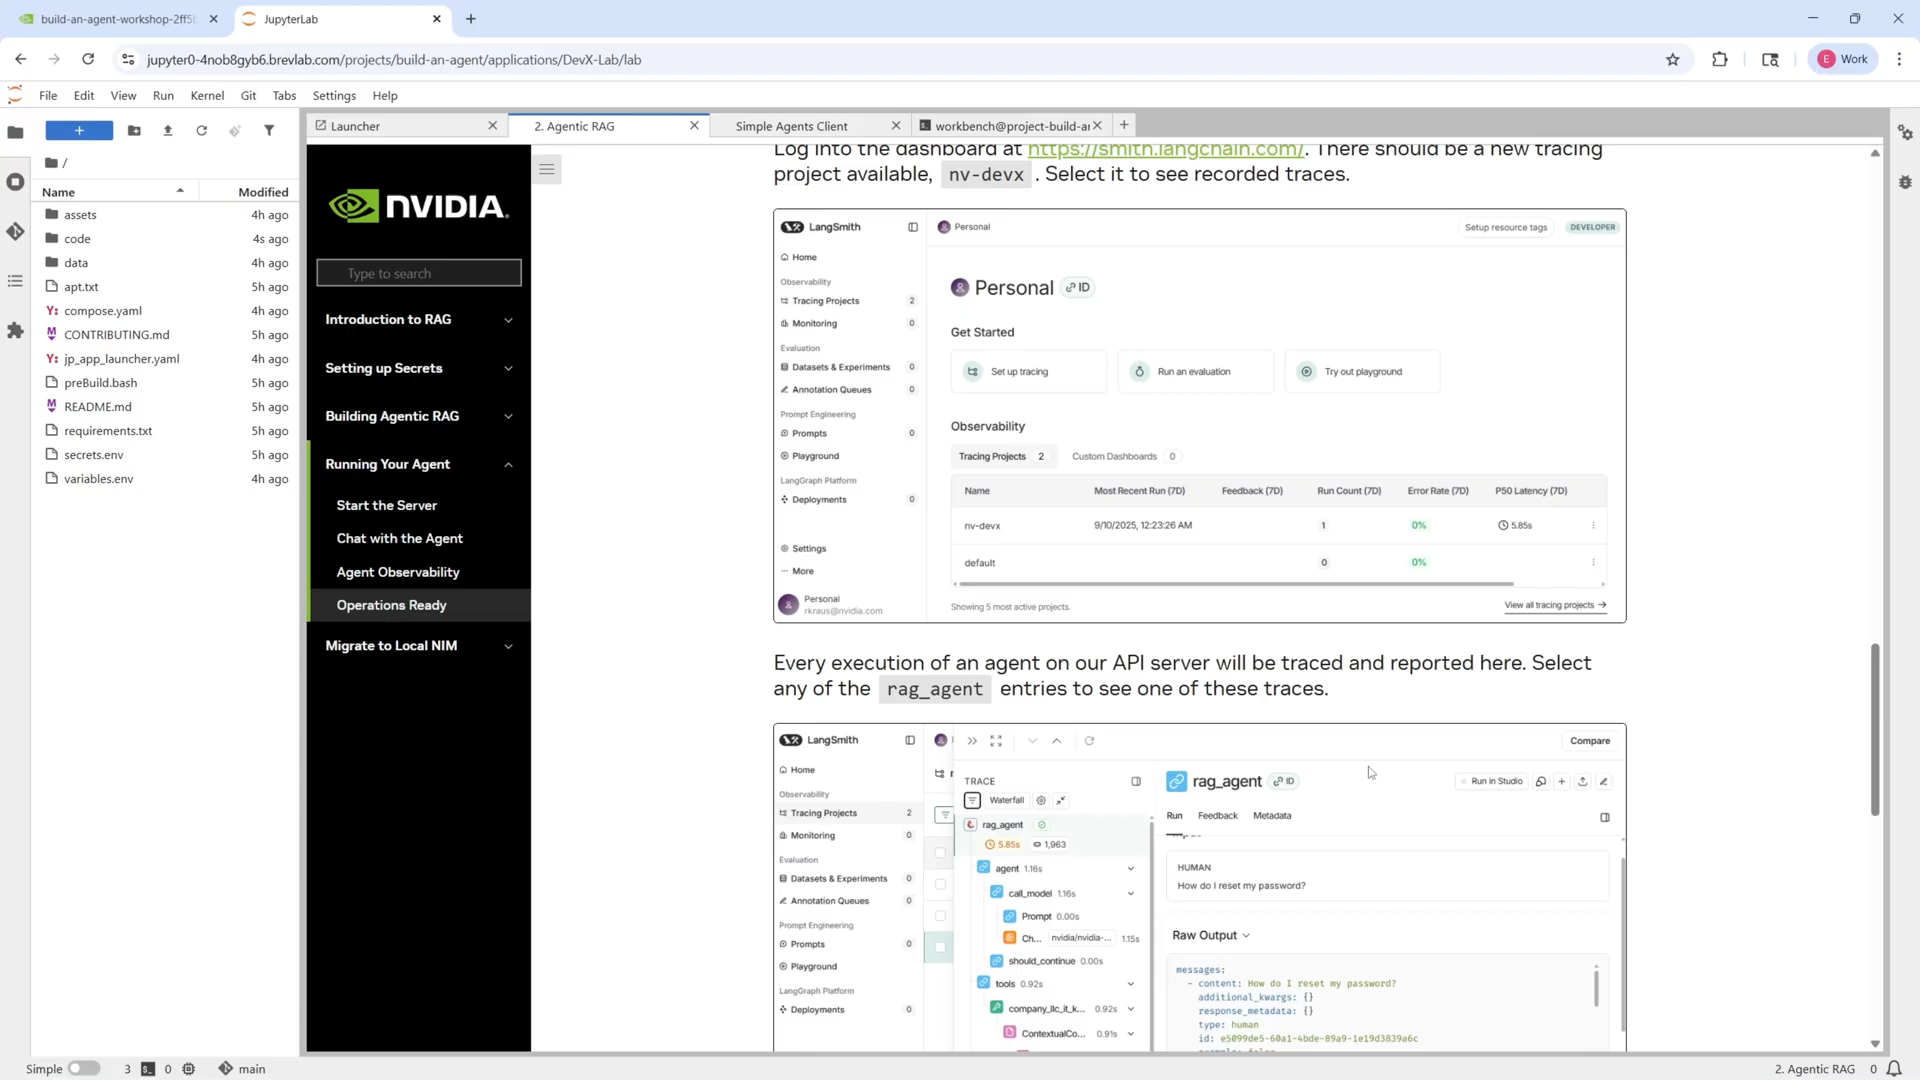 build-an-agent-workshop-2ff5b
JupyterLab
jupyter0-4nob8gyb6.brevlab.com/projects/build-an-agent/applications/DevX-Lab/lab
E Work
File Edit View Run Kernel Git Tabs Settings Help
Launcher
2. Agentic RAG
Simple Agents Client
workbench@project-build-ar
/
Name Modified
assets 4h ago
code 4s ago
data 4h ago
apt.txt 5h ago
Y: compose.yaml 4h ago
CONTRIBUTING.md 5h ago
Y: jp_app_launcher.yaml 4h ago
preBuild.bash 5h ago
README.md 5h ago
requirements.txt 5h ago
secrets.env 5h ago
variables.env 4h ago
NVIDIA.
Type to search
Introduction to RAG
Setting up Secrets
Building Agentic RAG
Running Your Agent
Start the Server
Chat with the Agent
Agent Observability
Operations Ready
Migrate to Local NIM
Log into the dashboard at https://smith.langchain.com/. There should be a new tracing
project available, nv-devx . Select it to see recorded traces.
LangSmith
Home
Observability
Tracing Projects 2
Monitoring 0
Evaluation
Datasets & Experiments 0
Annotation Queues 0
Prompt Engineering
Prompts 0
Playground
LangGraph Platform
Deployments 0
Settings
More
Personal
rkraus@nvidia.com
Personal
Setup resource tags
DEVELOPER
Personal ID
Get Started
Set up tracing
Run an evaluation
Try out playground
Observability
Tracing Projects 2
Custom Dashboards 0
Name Most Recent Run (7D) Feedback (7D) Run Count (7D) Error Rate (7D) P50 Latency (7D)
nv-devx 9/10/2025, 12:23:26 AM 1 0% 5.85s
default 0 0%
Showing 5 most active projects.
View all tracing projects
Every execution of an agent on our API server will be traced and reported here. Select
any of the rag_agent entries to see one of these traces.
LangSmith
Home
Observability
Tracing Projects 2
Monitoring 0
Evaluation
Datasets & Experiments 0
Annotation Queues 0
Prompt Engineering
Prompts 0
Playground
LangGraph Platform
Deployments 0
Compare
TRACE
Waterfall
rag_agent
5.85s 1,963
agent 1.16s
call_model 1.16s
Prompt 0.00s
Ch... nvidia/nvidia-... 1.15s
should_continue 0.00s
tools 0.92s
company_llc_it_k... 0.92s
ContextualCo... 0.91s
rag_agent ID
Run in Studio
Run Feedback Metadata
HUMAN
How do I reset my password?
Raw Output
messages:
- content: How do I reset my password?
additional_kwargs: {}
response_metadata: {}
type: human
id: e5099de5-60a1-4bde-89a9-1e19d3839a6c
Simple 3 0 main
2. Agentic RAG 0